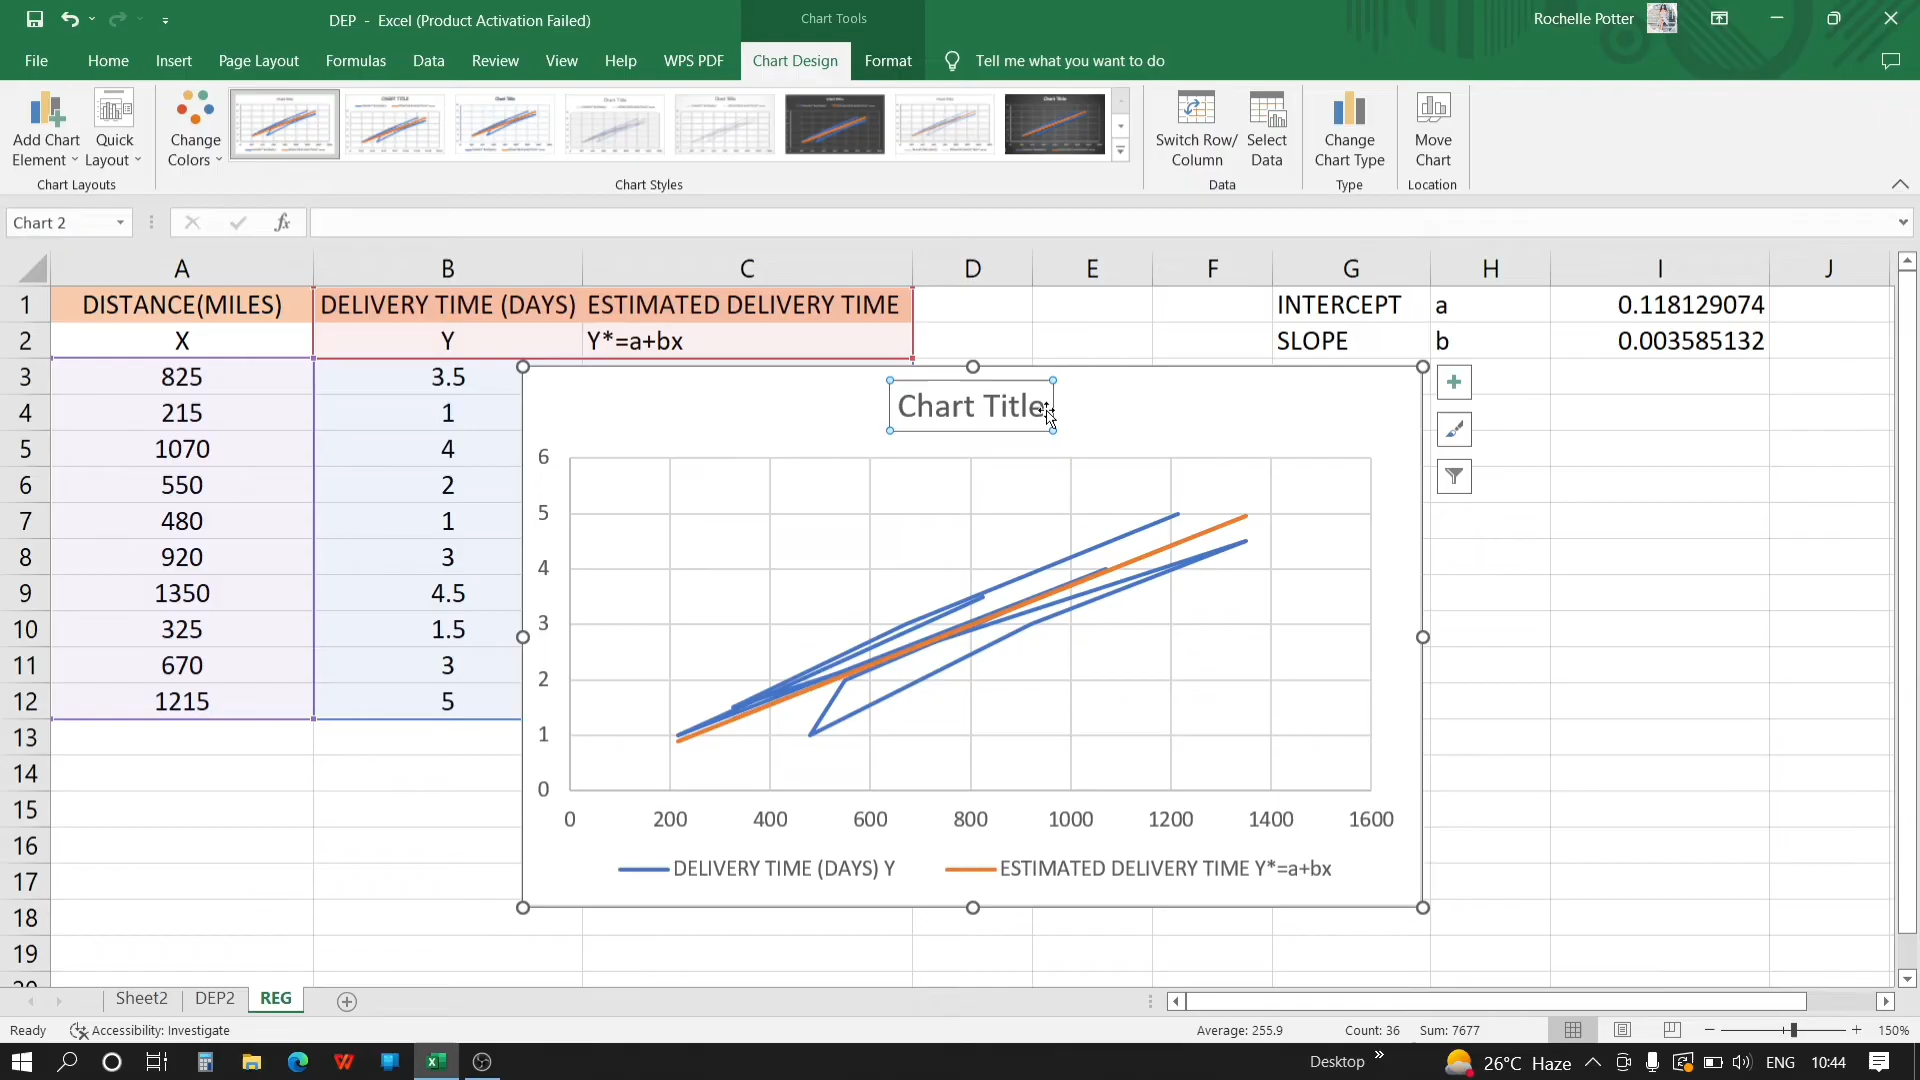 DEP - Excel (Product Activation Failed)
Chart Tools
Rochelle Potter
File Home Insert Page Layout Formulas Data Review View Help WPS PDF Chart Design Format Tell me what you want to do
Add Chart Element
Quick Layout
Chart Layouts
Change Colors
Chart Styles
Switch Row/ Column
Select Data
Data
Change Chart Type
Type
Move Chart
Location
Chart 2
fx
A B C D E F G H I J
1 DISTANCE(MILES) DELIVERY TIME (DAYS) ESTIMATED DELIVERY TIME INTERCEPT a 0.118129074
2 X Y Y*=a+bx SLOPE b 0.003585132
3 825 3.5
4 215 1
5 1070 4
6 550 2
7 480 1
8 920 3
9 1350 4.5
10 325 1.5
11 670 3
12 1215 5
13
14
15
16
17
18
19
Chart Title
6
5
4
3
2
1
0
0 200 400 600 800 1000 1200 1400 1600
DELIVERY TIME (DAYS) Y ESTIMATED DELIVERY TIME Y*=a+bx
Sheet2 DEP2 REG
Ready Accessibility: Investigate Average: 255.9 Count: 36 Sum: 7677 150%
Desktop 26°C Haze ENG 10:44